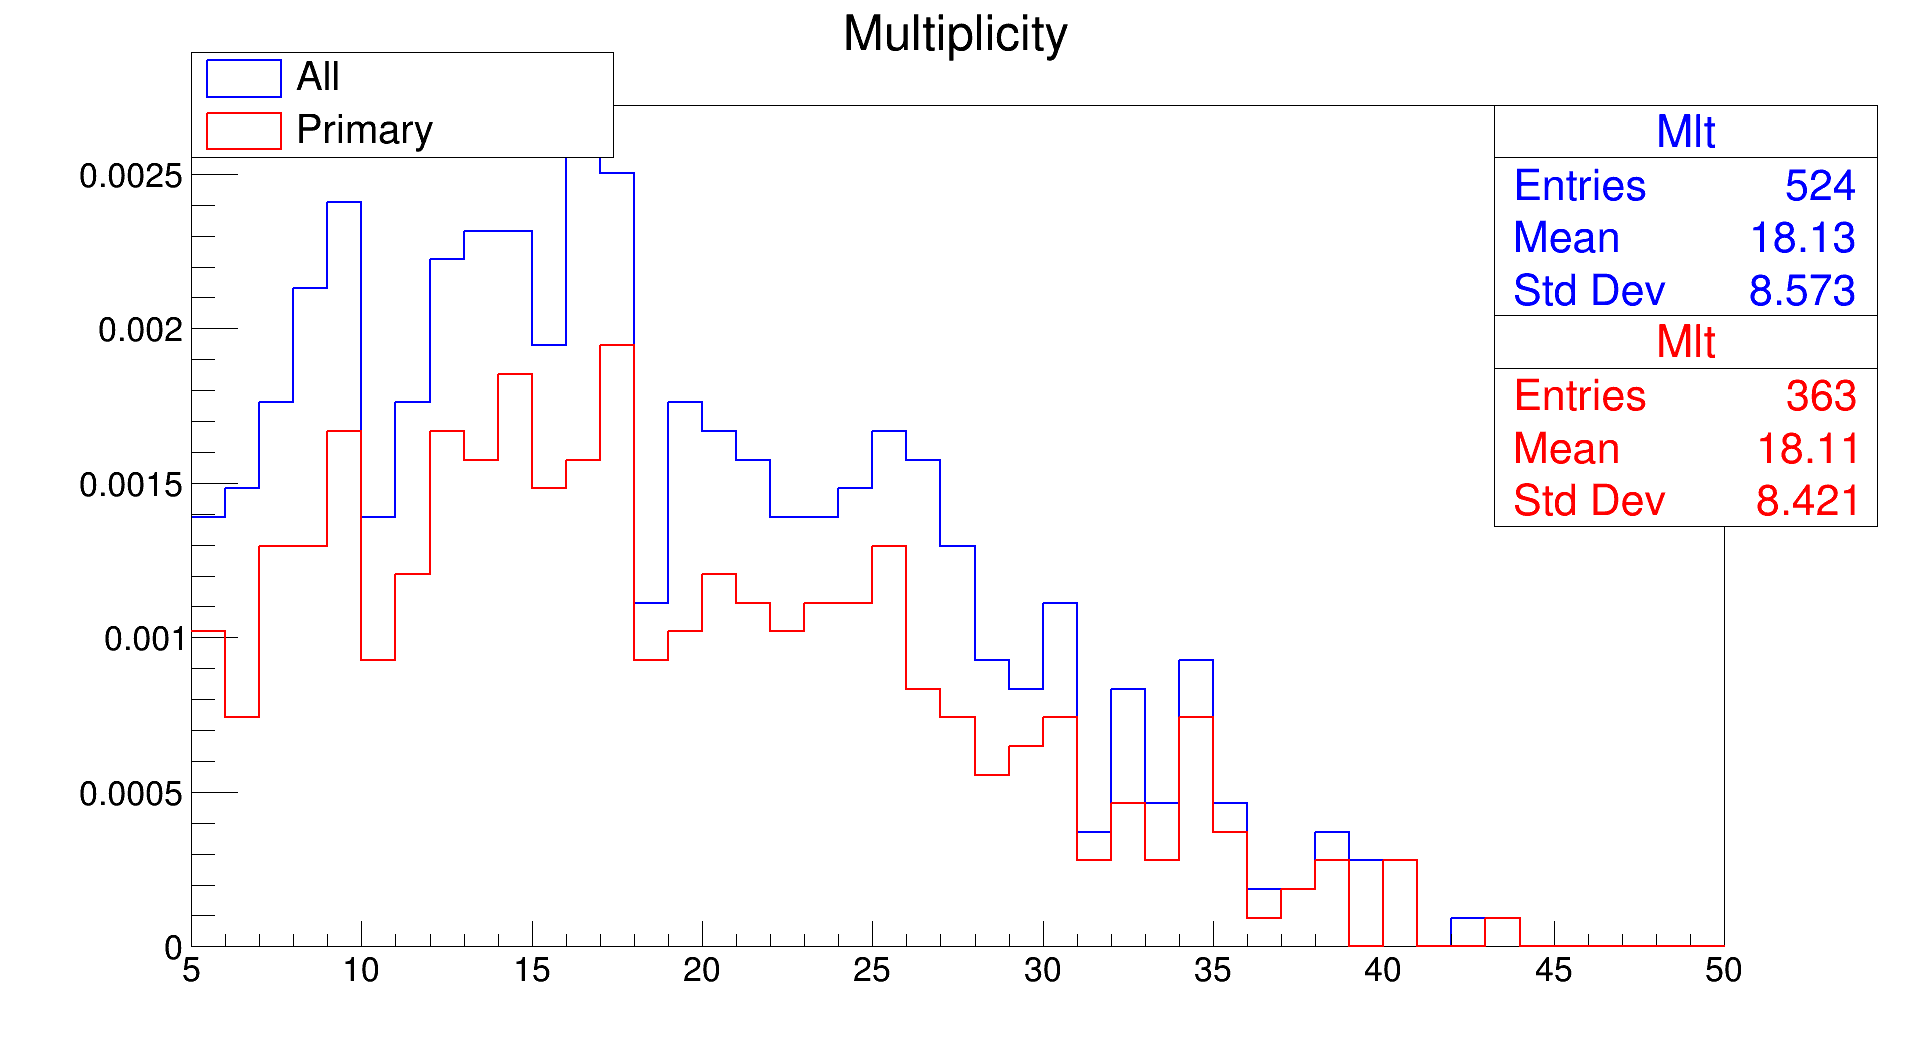 Multiplicity
All
Primary
Mlt
Entries 524
Mean 18.13
Std Dev 8.573
Mlt
Entries 363
Mean 18.11
Std Dev 8.421
0.0025
0.002
0.0015
0.001
0.0005
0
5 10 15 20 25 30 35 40 45 50